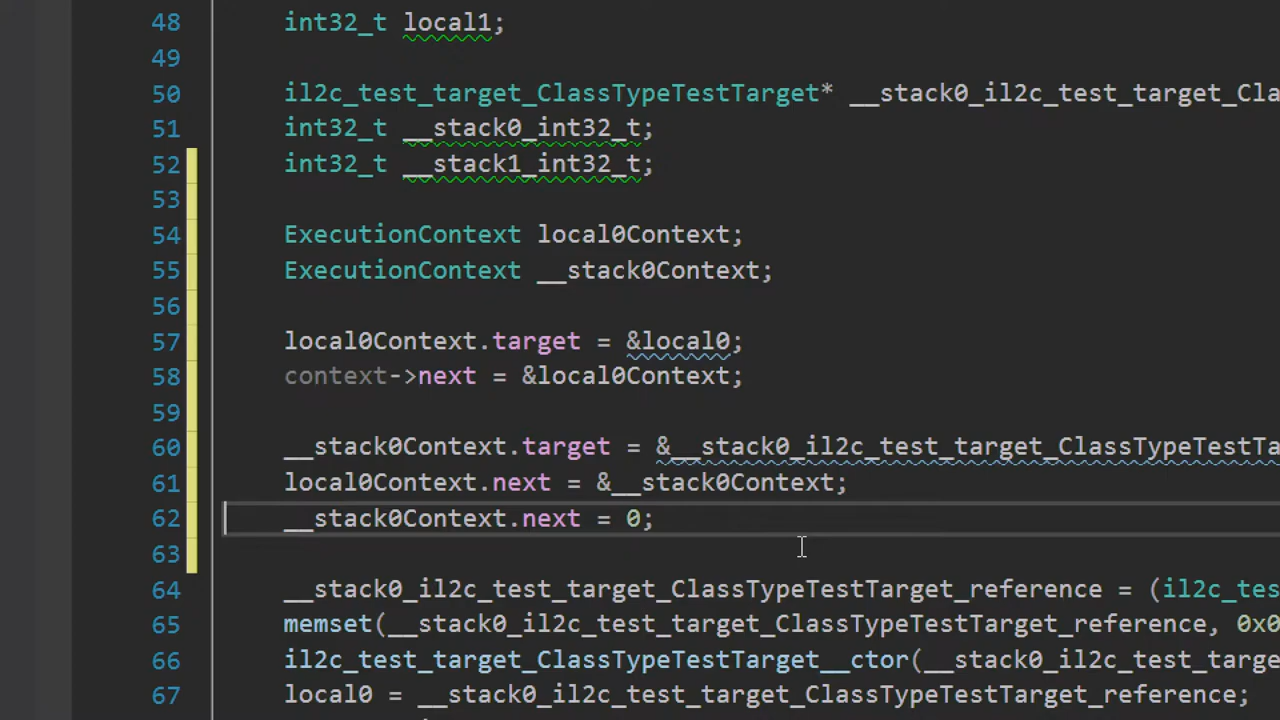 48 int32_t local1;
49
50 il2c_test_target_ClassTypeTestTarget* __stack0_il2c_test_target_Cla
51 int32_t __stack0_int32_t;
52 int32_t __stack1_int32_t;
53
54 ExecutionContext local0Context;
55 ExecutionContext __stack0Context;
56
57 local0Context.target = &local0;
58 context->next = &local0Context;
59
60 __stack0Context.target = &__stack0_il2c_test_target_ClassTypeTestTa
61 local0Context.next = &__stack0Context;
62 __stack0Context.next = 0;
63
64 __stack0_il2c_test_target_ClassTypeTestTarget_reference = (il2c_tes
65 memset(__stack0_il2c_test_target_ClassTypeTestTarget_reference, 0x0
66 il2c_test_target_ClassTypeTestTarget__ctor(__stack0_il2c_test_targe
67 local0 = __stack0_il2c_test_target_ClassTypeTestTarget_reference;